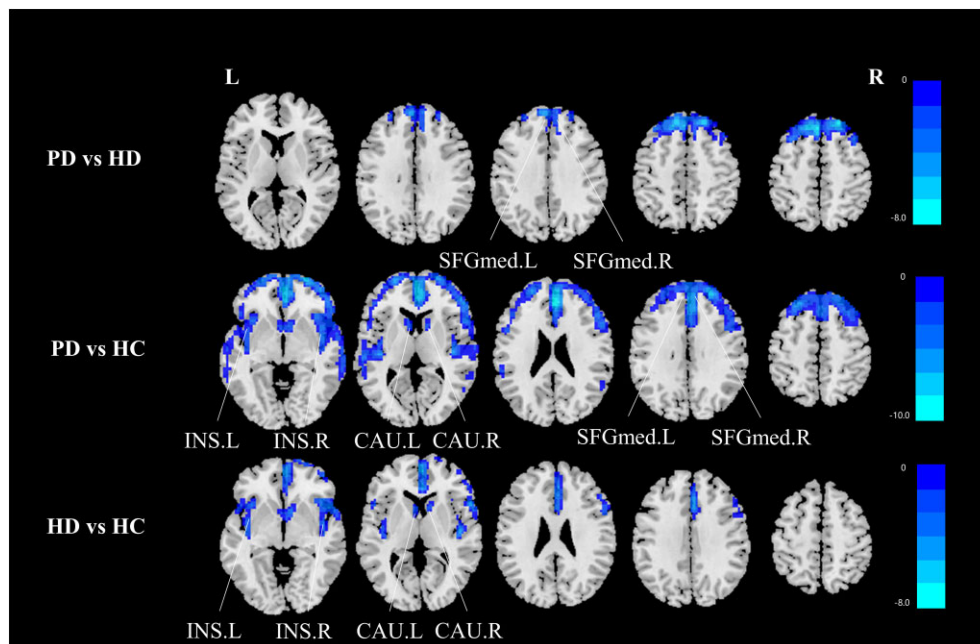 L R
0
PD vs HD
-8.0
SFGmed.L SFGmed.R
0
PD vs HC
-10.0
SFGmed.L SFGmed.R
INS.L INS.R CAU.L CAU.R
0
HD vs HC
-8.0
INS.L INS.R CAU.L CAU.R